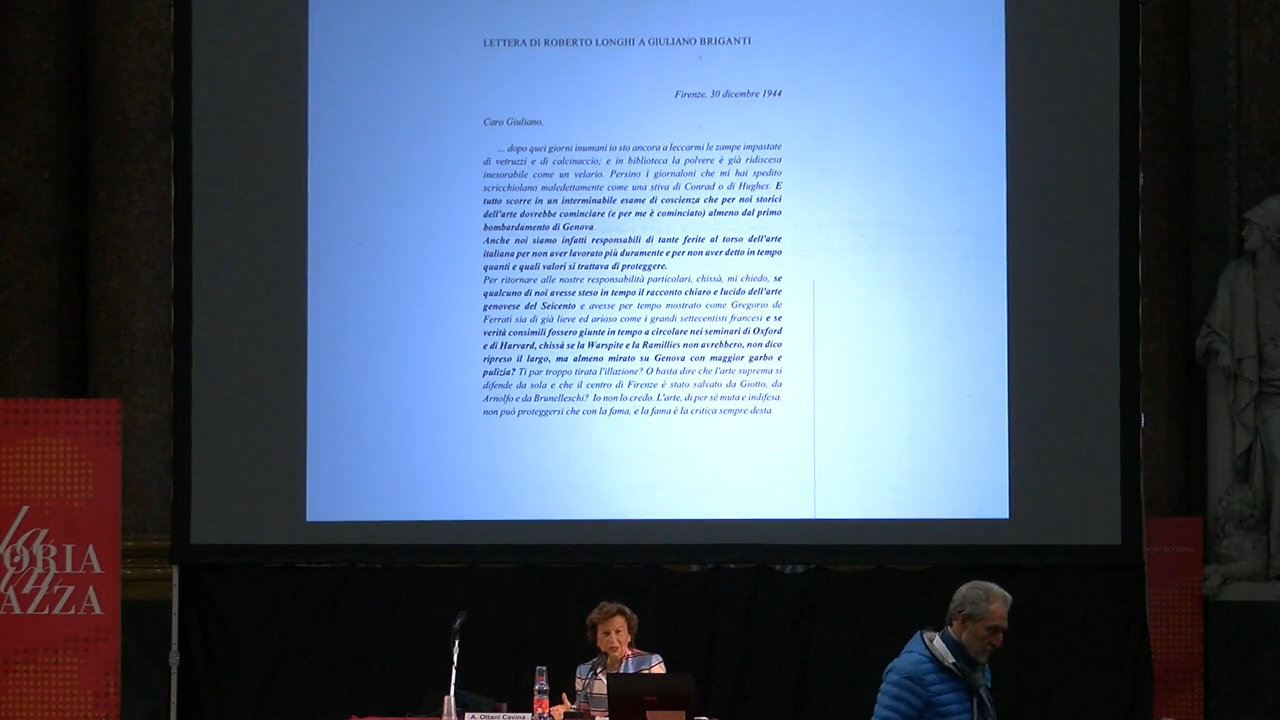 LETTERA DI ROBERTO LONGHI A GIULIANO BRIGANTI
Firenze, 30 dicembre 1944
Caro Giuliano,
... dopo quei giorni inumani io sto ancora a leccarmi le zampe impastate
di vetruzzi e di calcinaccio; e in biblioteca la polvere è già ridiscesa
inesorabile come un velario. Persino i giornaloni che mi hai spedito
scricchiolano maledettamente come una stiva di Conrad o di Hughes. E
tutto scorre in un interminabile esame di coscienza che per noi storici
dell'arte dovrebbe cominciare (e per me è cominciato) almeno dal primo
bombardamento di Genova.
Anche noi siamo infatti responsabili di tante ferite al torso dell'arte
italiana per non aver lavorato più duramente e per non aver detto in tempo
quanti e quali valori si trattava di proteggere.
Per ritornare alle nostre responsabilità particolari, chissà, mi chiedo, se
qualcuno di noi avesse steso in tempo il racconto chiaro e lucido dell'arte
genovese del Seicento e avesse per tempo mostrato come Gregorio de
Ferrati sia di già lieve ed arioso come i grandi settecentisti francesi e se
verità consimili fossero giunte in tempo a circolare nei seminari di Oxford
e di Harvard, chissà se la Warspite e la Ramillies non avrebbero, non dico
ripreso il largo, ma almeno mirato su Genova con maggior garbo e
pulizia? Ti par troppo tirata l'illazione? O basta dire che l'arte suprema si
difende da sola e che il centro di Firenze è stato salvato da Giotto, da
Arnolfo e da Brunelleschi? Io non lo credo. L'arte, di per sé muta e indifesa,
non può proteggersi che con la fama, e la fama è la critica sempre desta.
la
ORIA
in
AZZA
A. Ottani Cavina